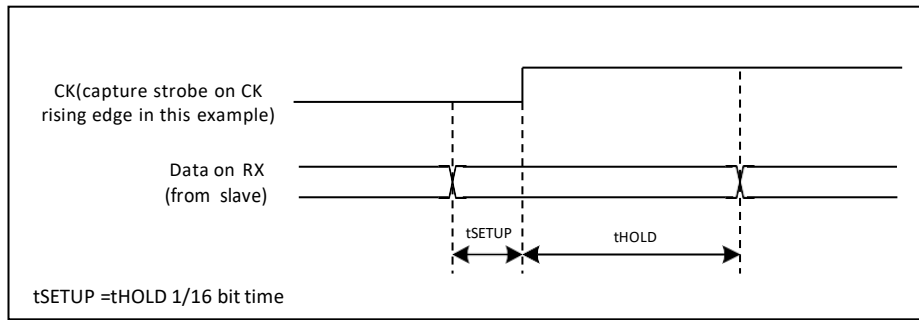 CK(capture strobe on CK
rising edge in this example)
Data on RX
(from slave)
tSETUP
tHOLD
tSETUP =tHOLD 1/16 bit time